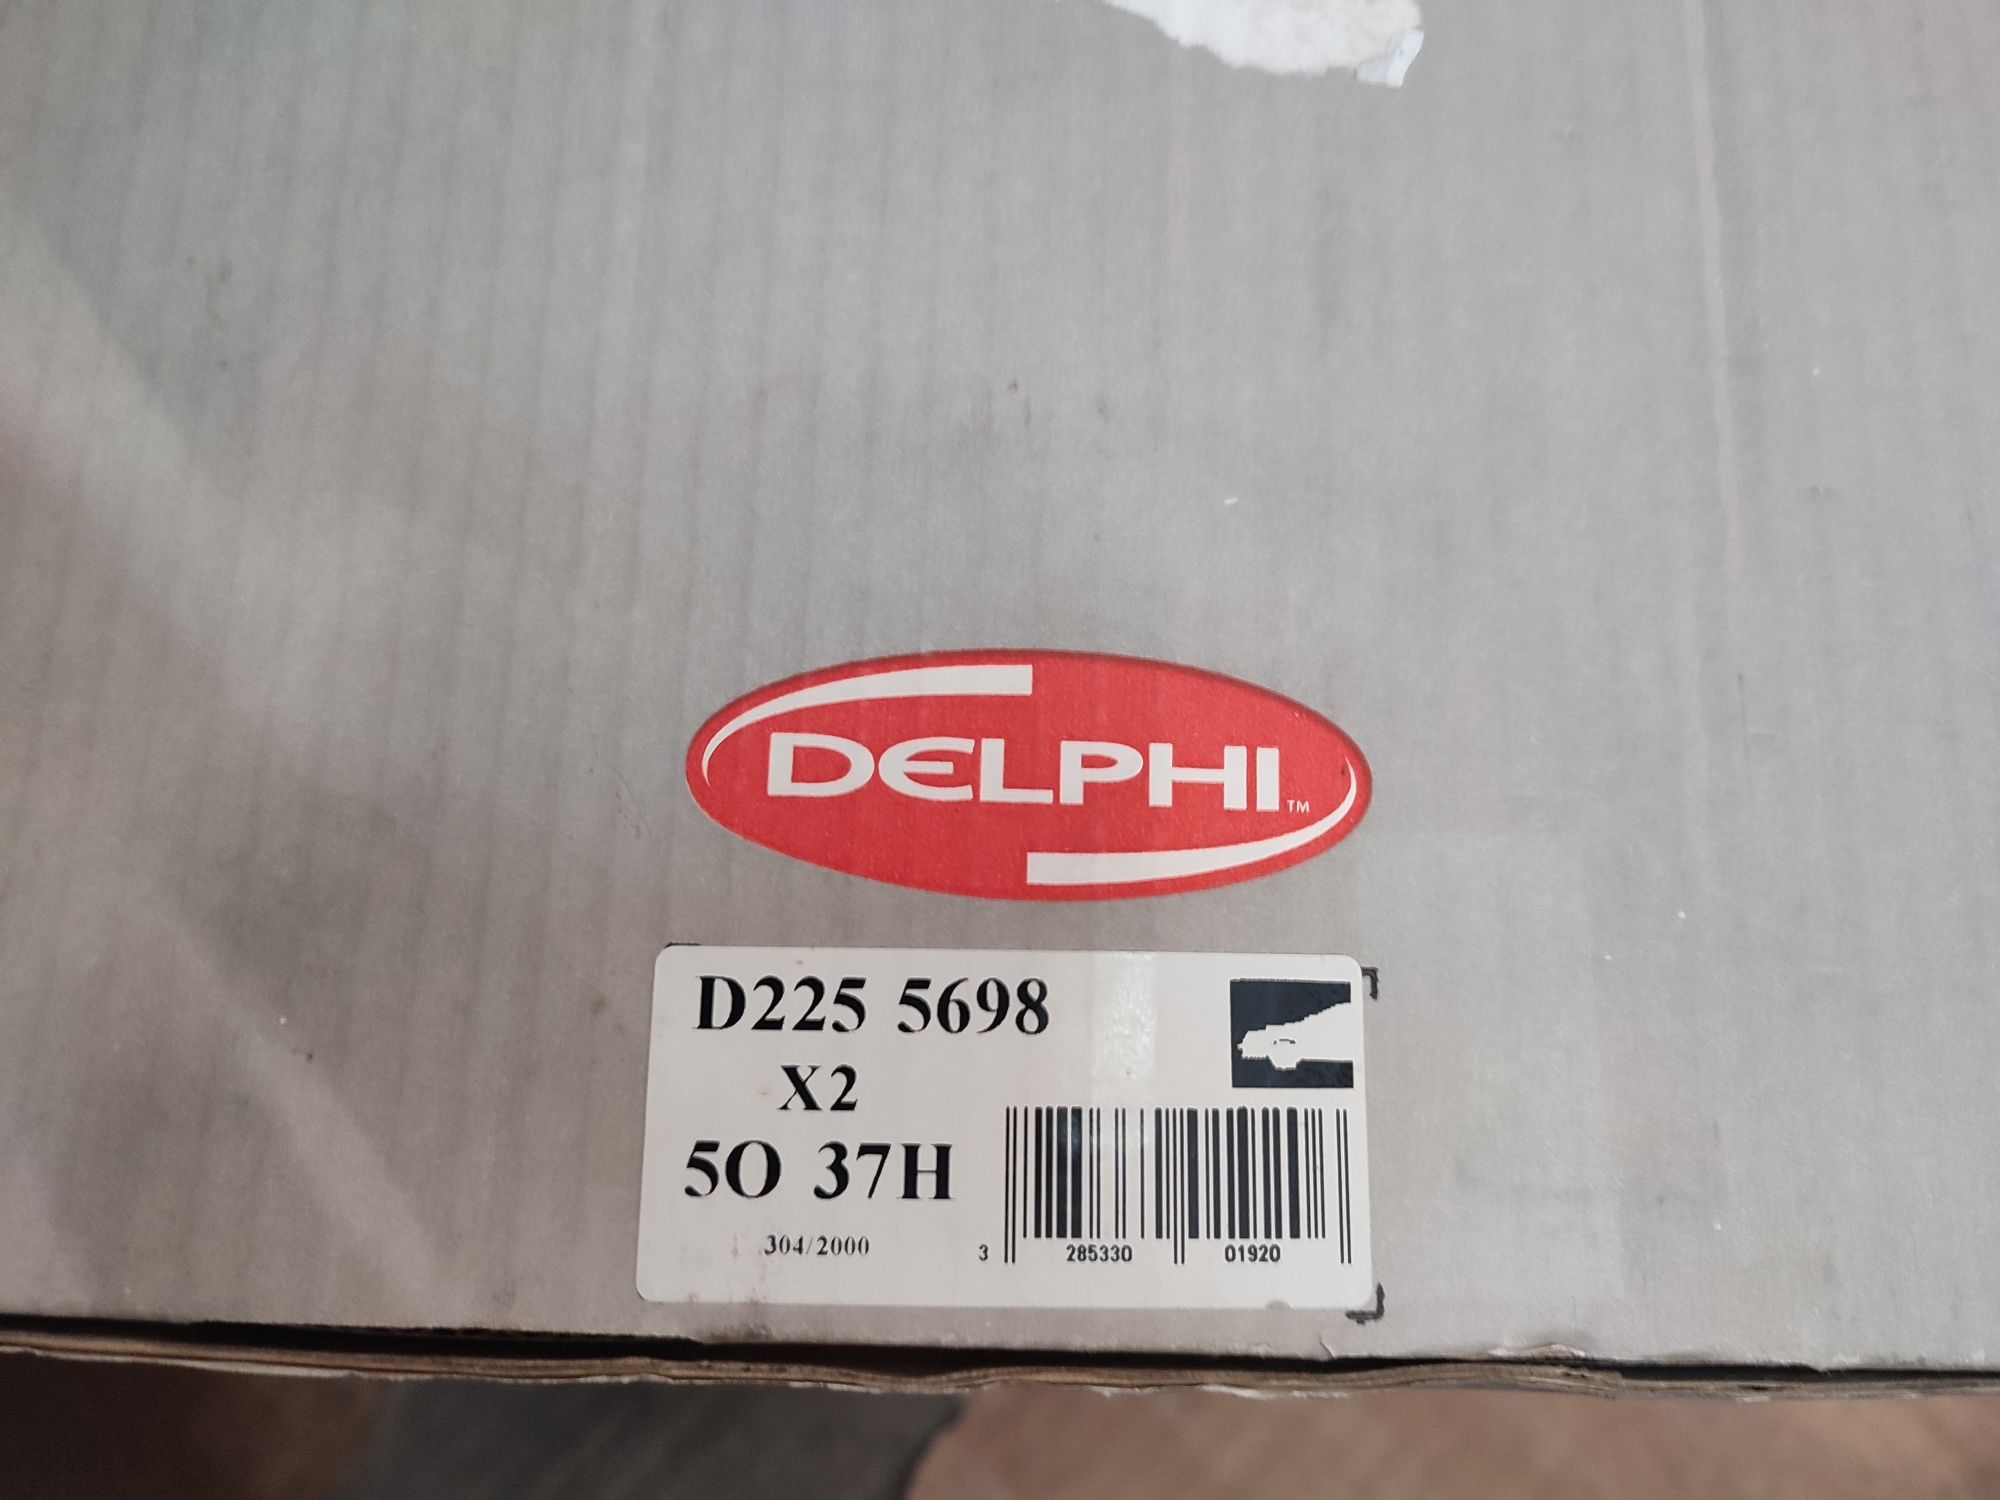 DELPHI™
D225 5698
X2
5O 37H
304/2000
3 285330 01920